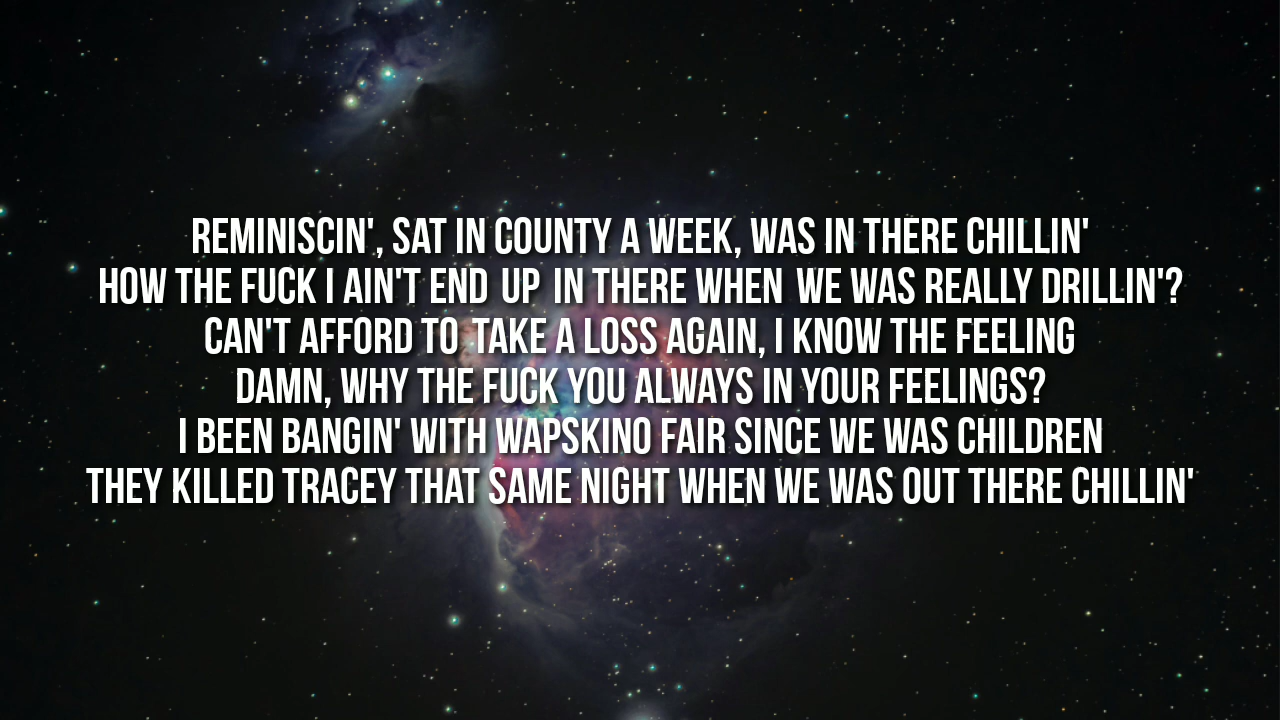 REMINISCIN', SAT IN COUNTY A WEEK, WAS IN THERE CHILLIN'
HOW THE FUCK I AIN'T END UP IN THERE WHEN WE WAS REALLY DRILLIN'?
CAN'T AFFORD TO TAKE A LOSS AGAIN, I KNOW THE FEELING
DAMN, WHY THE FUCK YOU ALWAYS IN YOUR FEELINGS?
I BEEN BANGIN' WITH WAPSKINO FAIR SINCE WE WAS CHILDREN
THEY KILLED TRACEY THAT SAME NIGHT WHEN WE WAS OUT THERE CHILLIN'